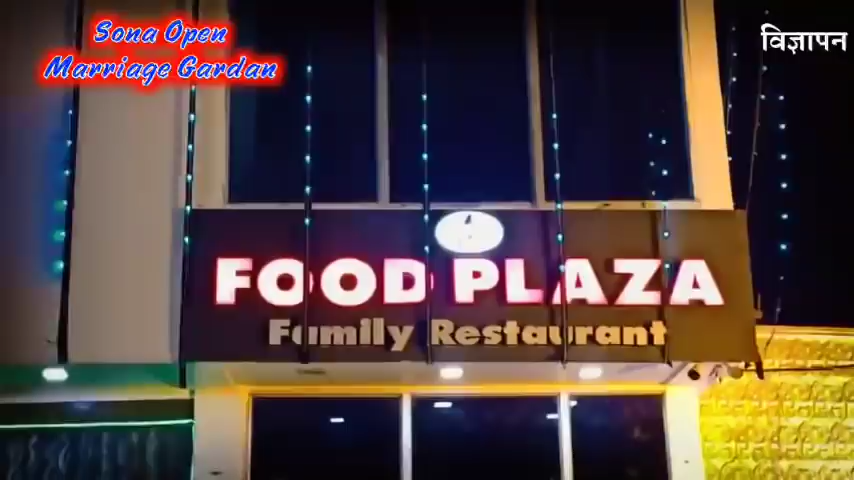 Sona Open
Marriage Gardan
विज्ञापन
FOOD PLAZA
Family Restaurant